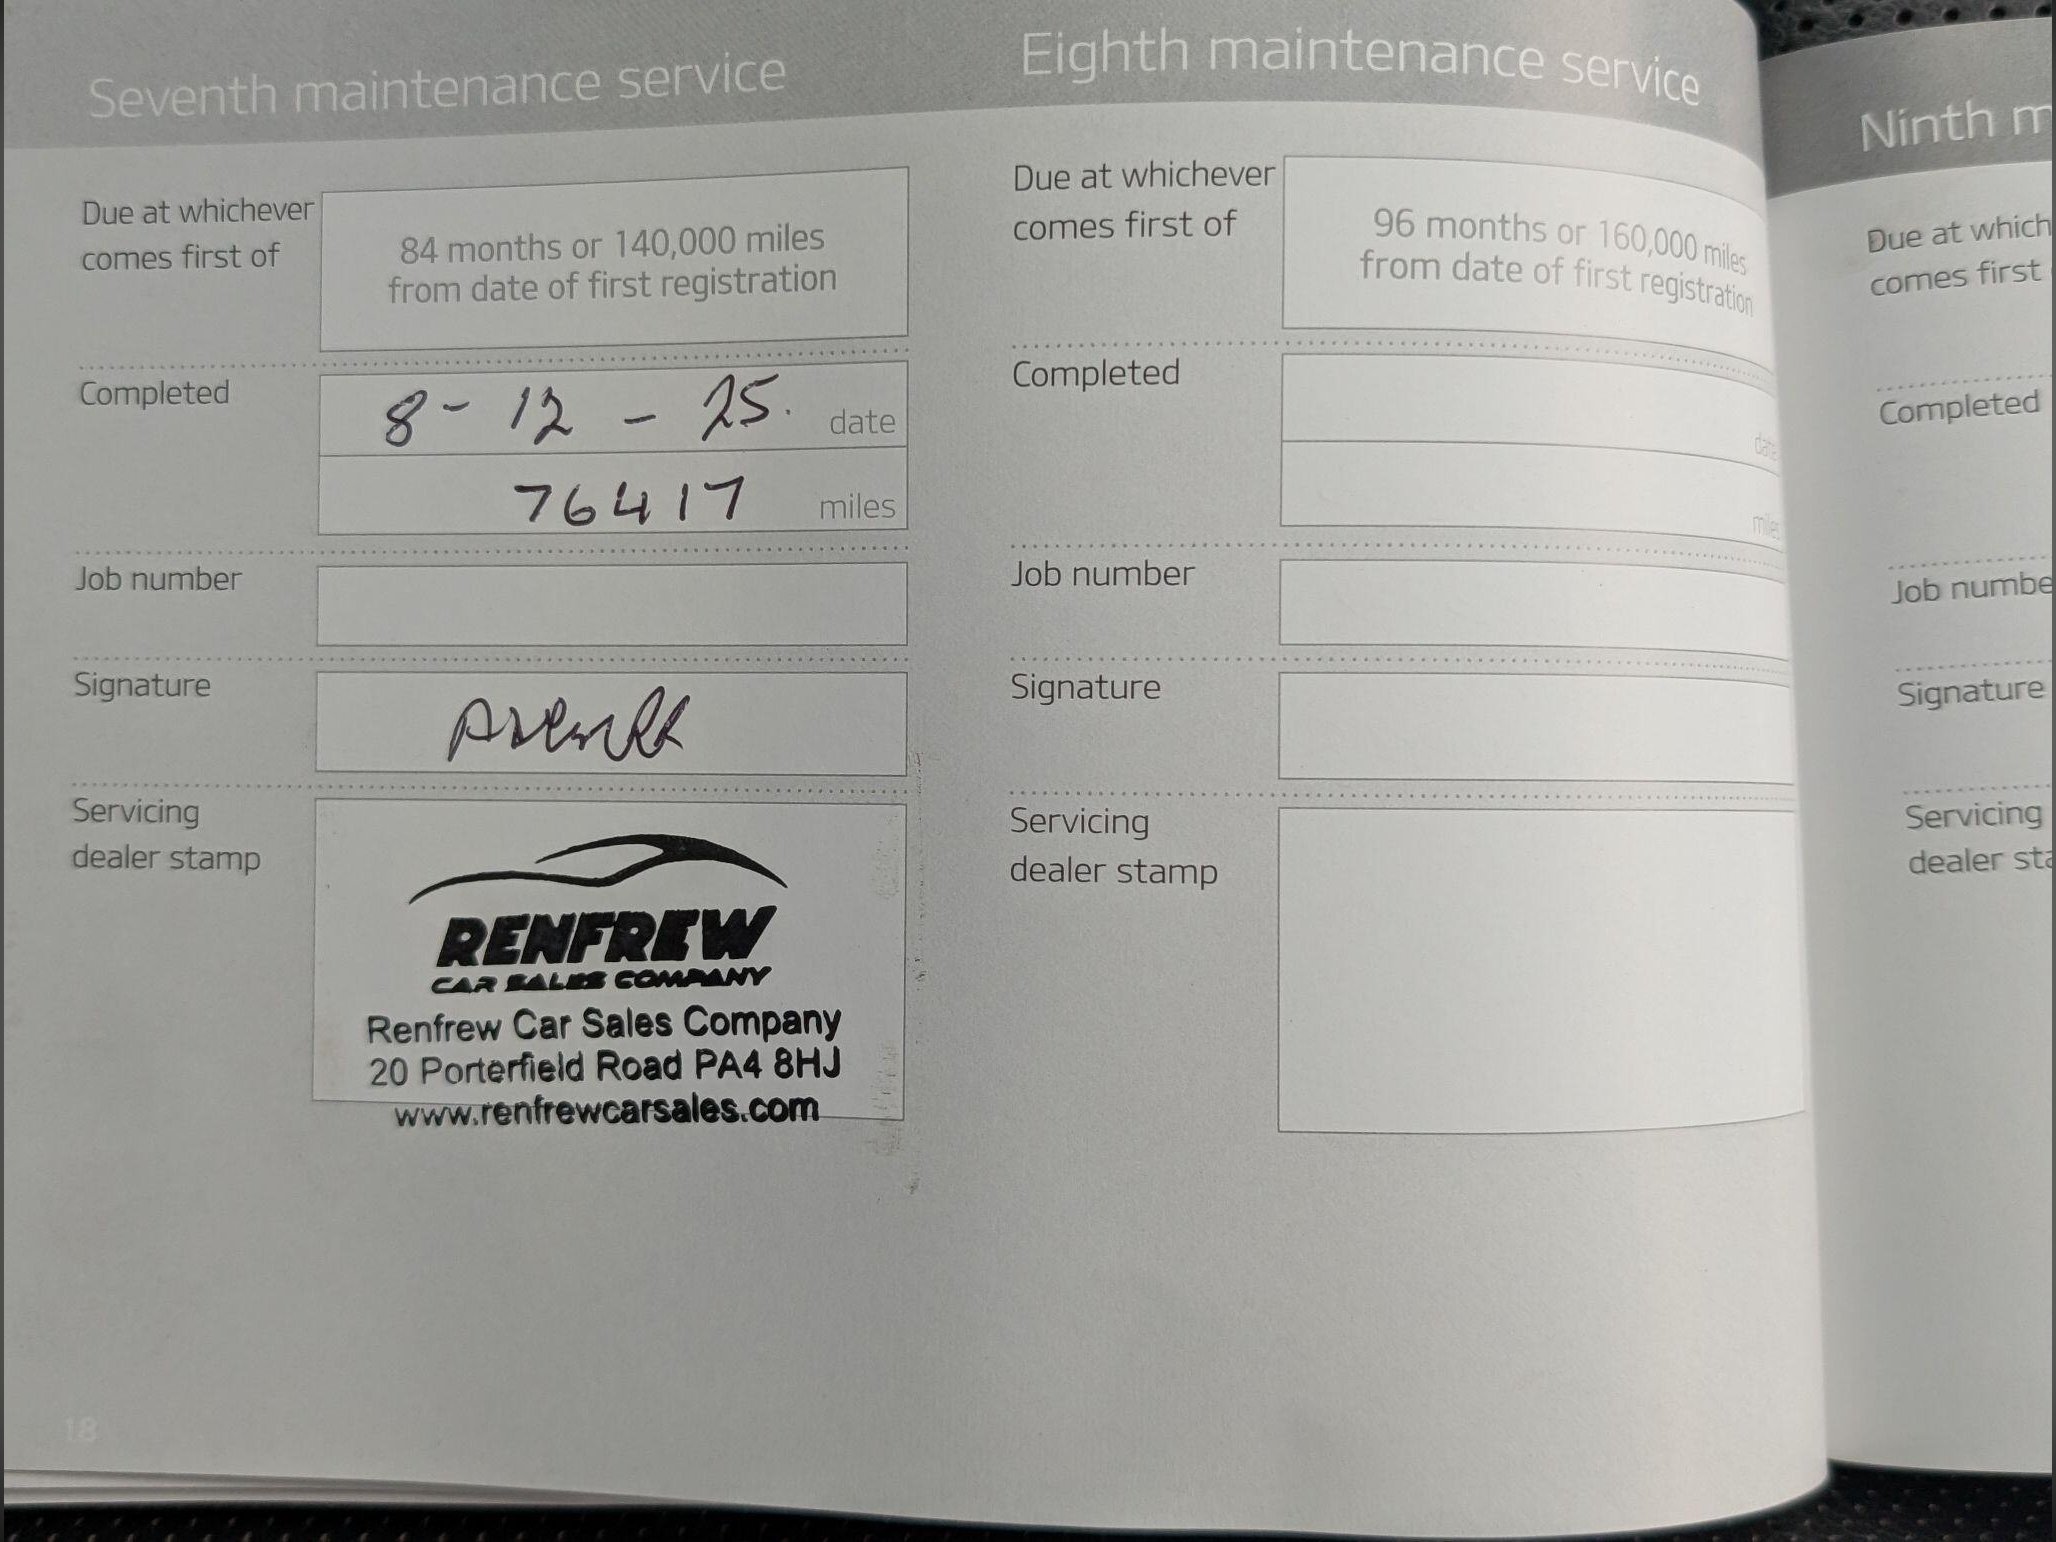 Seventh maintenance service
Due at whichever
comes first of
84 months or 140,000 miles
from date of first registration
Completed
8 - 12 - 25. date
76417 miles
Job number
Signature
Servicing
dealer stamp
RENFREW
CAR SALES COMPANY
Renfrew Car Sales Company
20 Porterfield Road PA4 8HJ
www.renfrewcarsales.com
18
Eighth maintenance service
Due at whichever
comes first of
96 months or 160,000 miles
from date of first registration
Completed
date
miles
Job number
Signature
Servicing
dealer stamp
Ninth m
Due at which
comes first
Completed
Job numbe
Signature
Servicing
dealer sta